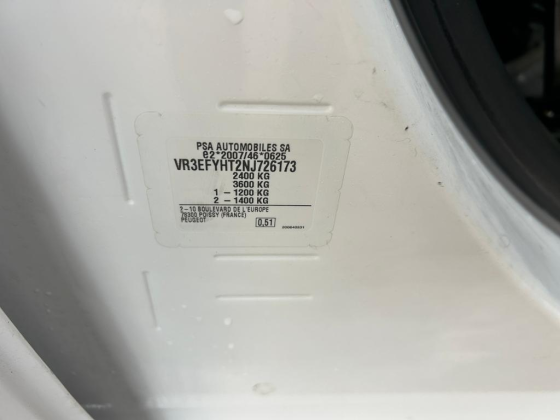 PSA AUTOMOBILES SA
e2*2007/46*0625
VR3EFYHT2NJ726173
2400 KG
3600 KG
1 - 1200 KG
2 - 1400 KG
2-10 BOULEVARD DE L'EUROPE
78300 POISSY (FRANCE)
PEUGEOT
0.51